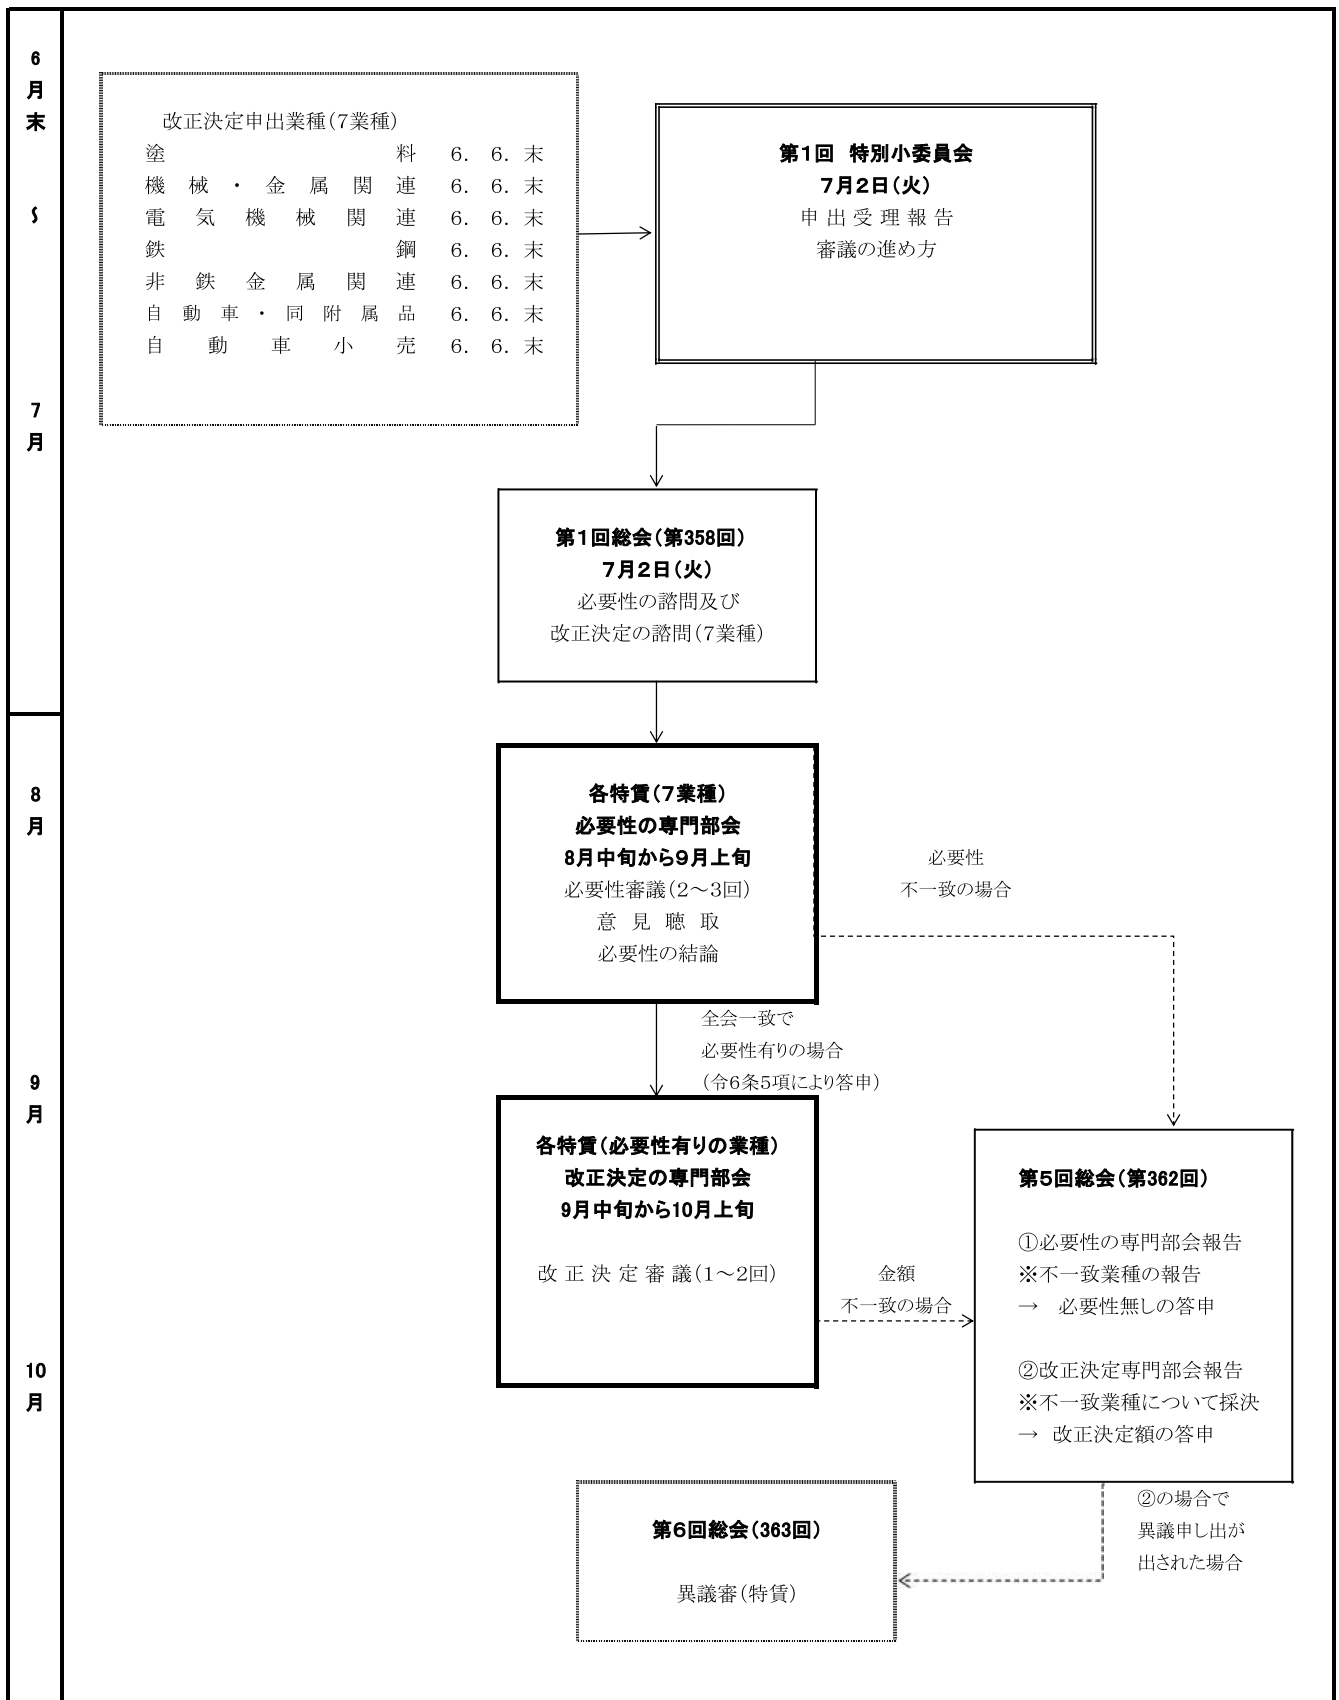 6
月
末
～
7
月
改正決定申出業種（7業種）
塗料 6. 6. 末
機械・金属関連 6. 6. 末
電気機械関連 6. 6. 末
鉄鋼 6. 6. 末
非鉄金属関連 6. 6. 末
自動車・同附属品 6. 6. 末
自動車小売 6. 6. 末
第1回 特別小委員会
7月2日（火）
申出受理報告
審議の進め方
第1回総会（第358回）
7月2日（火）
必要性の諮問及び
改正決定の諮問（7業種）
8
月
各特賃（7業種）
必要性の専門部会
8月中旬から9月上旬
必要性審議（2～3回）
意見聴取
必要性の結論
必要性
不一致の場合
全会一致で
必要性有りの場合
（令6条5項により答申）
9
月
各特賃（必要性有りの業種）
改正決定の専門部会
9月中旬から10月上旬
改正決定審議（1～2回）
金額
不一致の場合
第5回総会（第362回）
①必要性の専門部会報告
※不一致業種の報告
→ 必要性無しの答申
②改正決定専門部会報告
※不一致業種について採決
→ 改正決定額の答申
10
月
②の場合で
異議申し出が
出された場合
第6回総会（363回）
異議審（特賃）